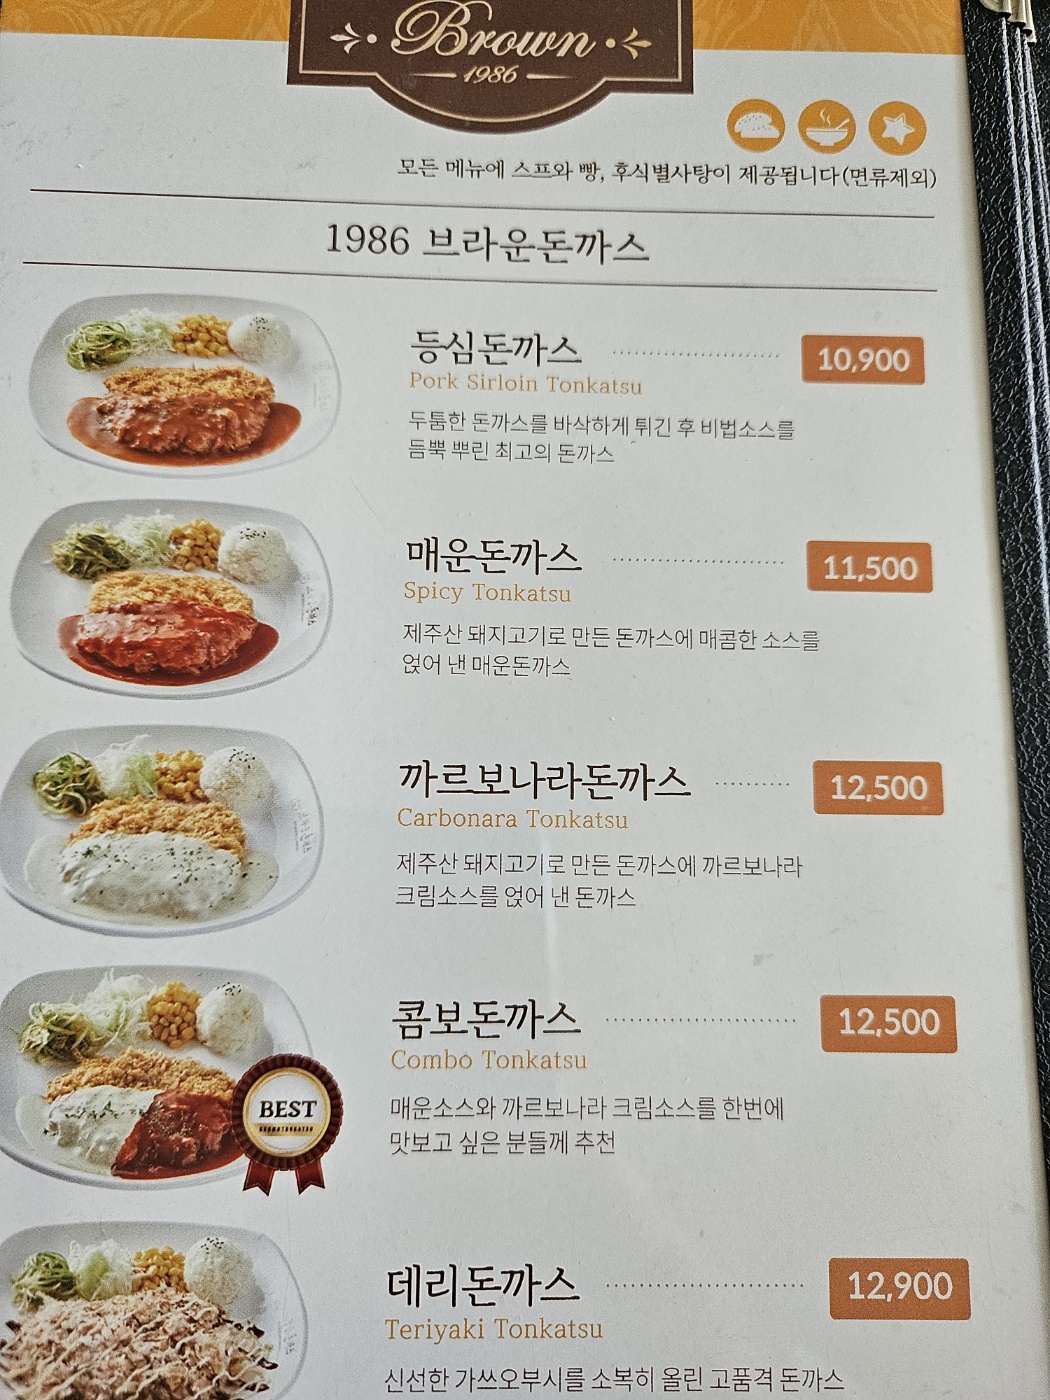 Brown
1986
모든 메뉴에 스프와 빵, 후식별사탕이 제공됩니다(면류제외)
1986 브라운돈까스
등심돈까스 10,900
Pork Sirloin Tonkatsu
두툼한 돈까스를 바삭하게 튀긴 후 비법소스를
듬뿍 뿌린 최고의 돈까스
매운돈까스 11,500
Spicy Tonkatsu
제주산 돼지고기로 만든 돈까스에 매콤한 소스를
얹어 낸 매운돈까스
까르보나라돈까스 12,500
Carbonara Tonkatsu
제주산 돼지고기로 만든 돈까스에 까르보나라
크림소스를 얹어 낸 돈까스
콤보돈까스 12,500
Combo Tonkatsu
BEST
매운소스와 까르보나라 크림소스를 한번에
맛보고 싶은 분들께 추천
데리돈까스 12,900
Teriyaki Tonkatsu
신선한 가쓰오부시를 소복히 올린 고품격 돈까스